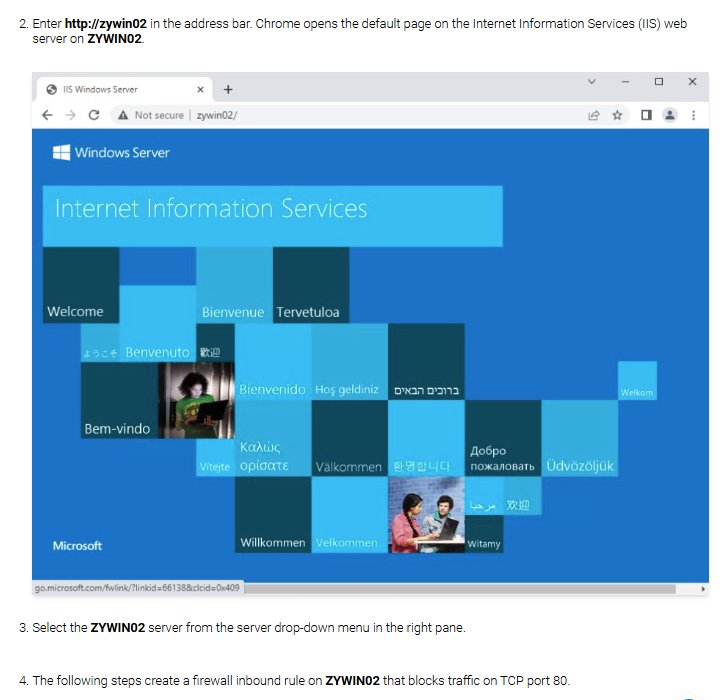 2. Enter http://zywin02 in the address bar. Chrome opens the default page on the Internet Information Services (IIS) web
server on ZYWIN02.
IIS Windows Server
Not secure | zywin02/
Windows Server
Internet Information Services
Welcome
Bienvenue
Tervetuloa
ようこそ
Benvenuto
歡迎
Bienvenido
Hoş geldiniz
ברוכים הבאים
Welkom
Bem-vindo
Vítejte
Καλώς
ορίσατε
Välkommen
환영합니다
Добро
пожаловать
Üdvözöljük
مرحبا
欢迎
Microsoft
Willkommen
Velkommen
Witamy
go.microsoft.com/fwlink/?linkid=66138&clcid=0x409
3. Select the ZYWIN02 server from the server drop-down menu in the right pane.
4. The following steps create a firewall inbound rule on ZYWIN02 that blocks traffic on TCP port 80.